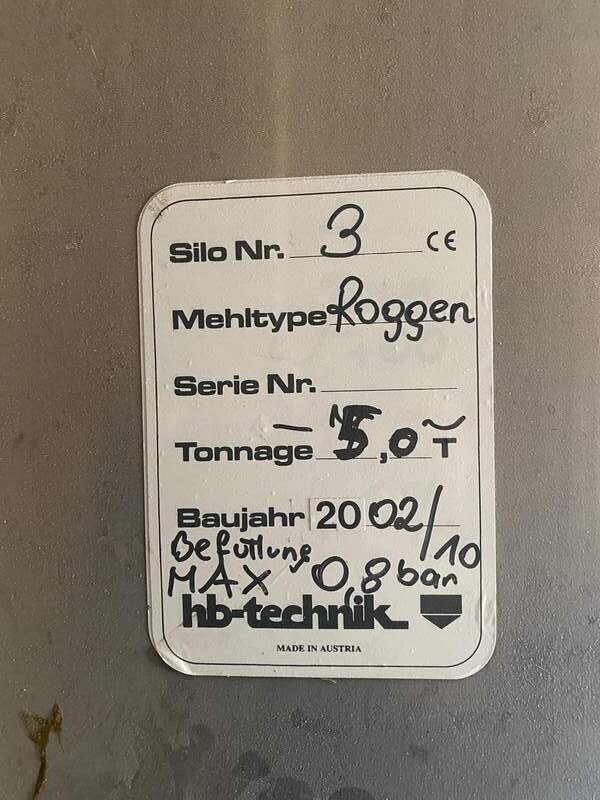 Silo Nr. 3 CE
Mehltype Roggen
Serie Nr.
Tonnage 5,0 T
Baujahr 2002/10
Befüllung
MAX 0,8 bar
hb-technik
MADE IN AUSTRIA